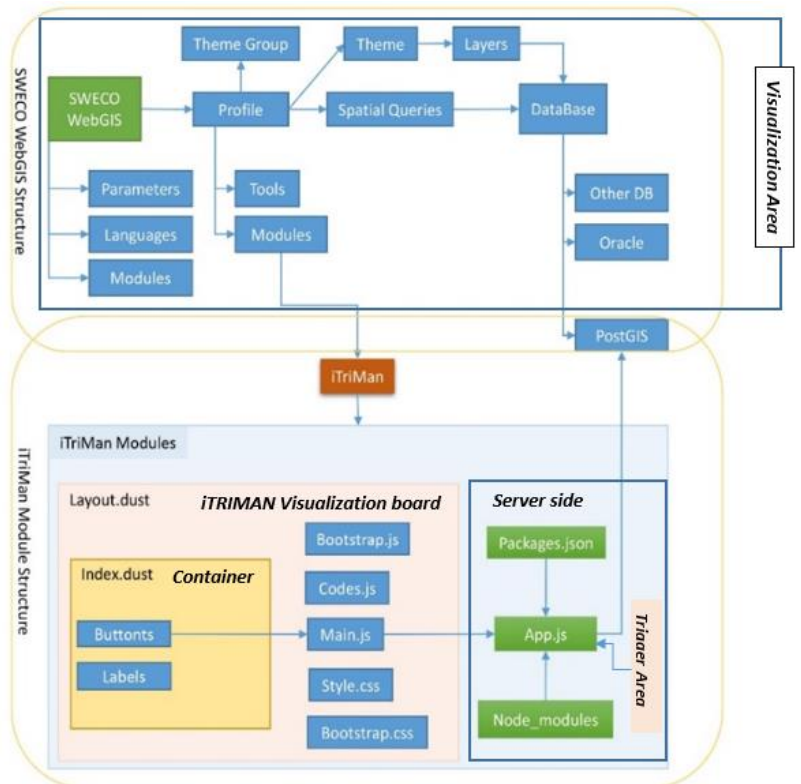 SWECO WebGIS Structure
Theme Group
Theme
Layers
SWECO
WebGIS
Profile
Spatial Queries
DataBase
Visualization Area
Parameters
Tools
Other DB
Languages
Modules
Oracle
Modules
PostGIS
iTriMan
iTriMan Module Structure
iTriMan Modules
Layout.dust
iTRIMAN Visualization board
Server side
Bootstrap.js
Packages.json
Index.dust
Container
Codes.js
Buttonts
Main.js
App.js
Triaaer Area
Labels
Style.css
Node_modules
Bootstrap.css